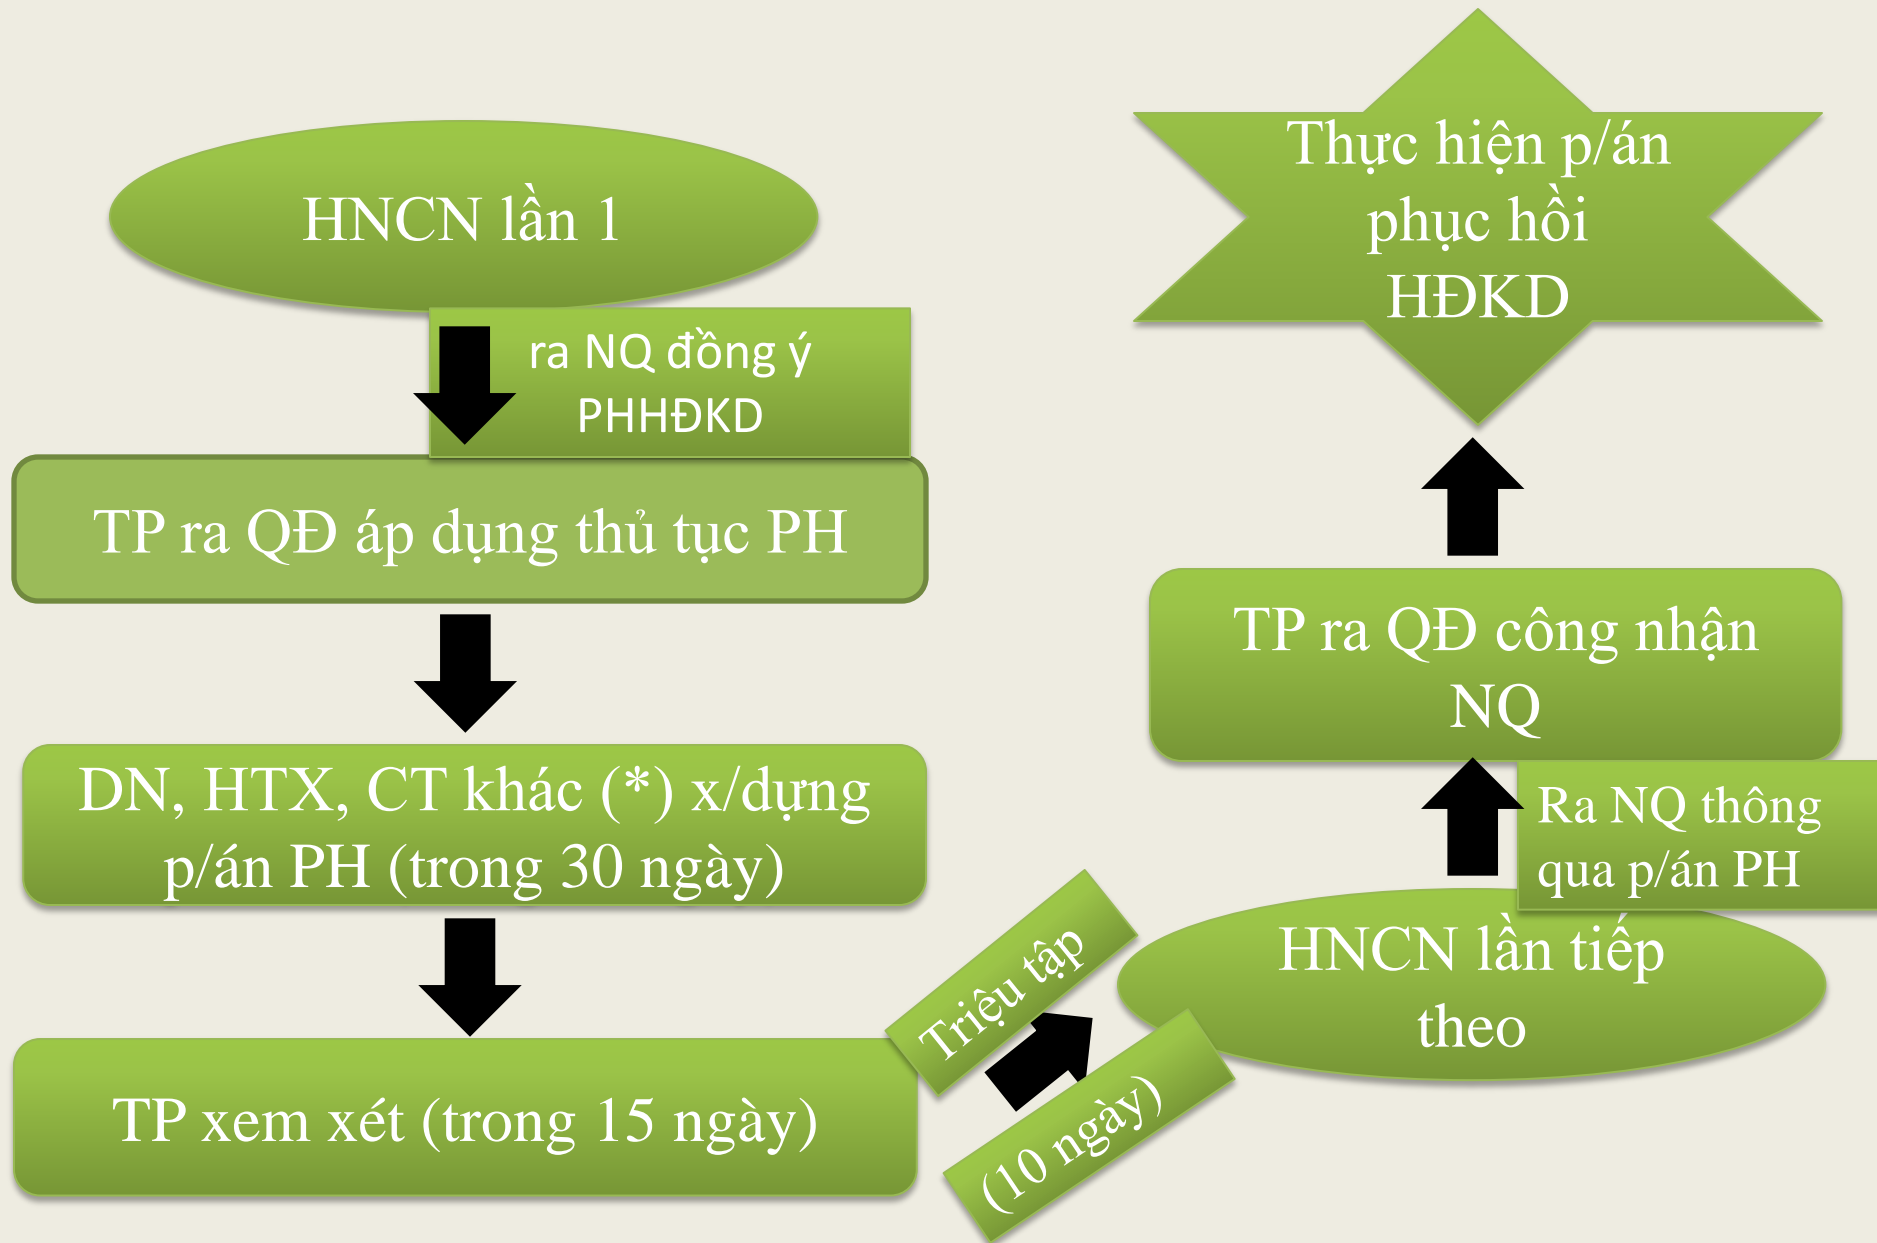 HNCN lần 1
ra NQ đồng ý
PHHĐKD
TP ra QĐ áp dụng thủ tục PH
DN, HTX, CT khác (*) x/dựng
p/án PH (trong 30 ngày)
TP xem xét (trong 15 ngày)
Triệu tập
(10 ngày)
HNCN lần tiếp
theo
Ra NQ thông
qua p/án PH
TP ra QĐ công nhận
NQ
Thực hiện p/án
phục hồi
HĐKD